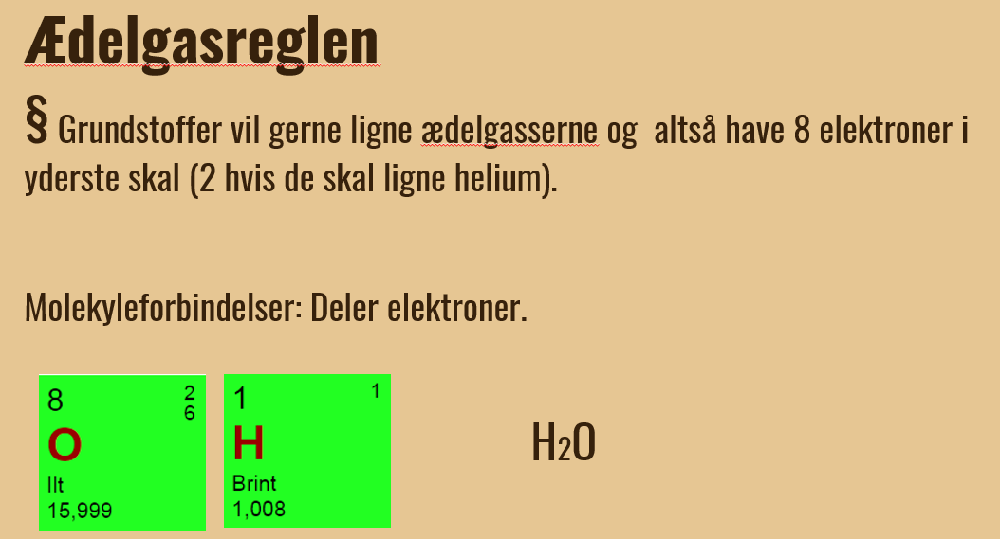 Ædelgasreglen
§ Grundstoffer vil gerne ligne ædelgasserne og  altså have 8 elektroner i
yderste skal (2 hvis de skal ligne helium).
Molekyleforbindelser: Deler elektroner.
8 2
6
O
Ilt
15,999
1 1
H
Brint
1,008
H₂O